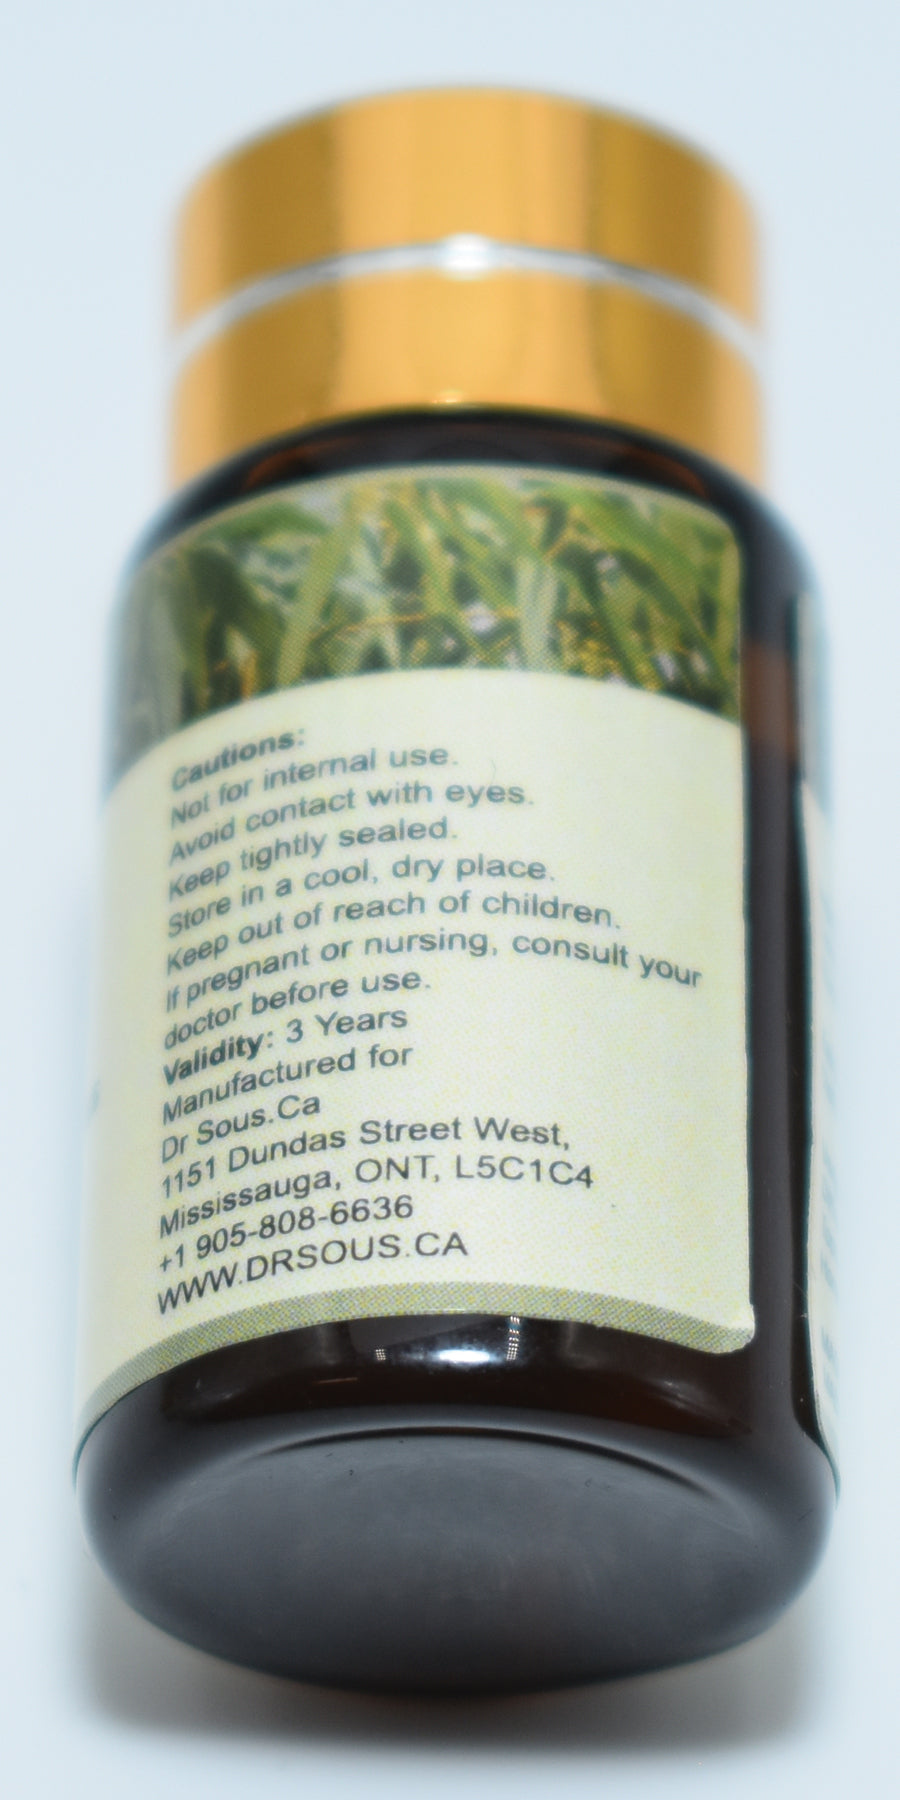 Cautions:
Not for internal use.
Avoid contact with eyes.
Keep tightly sealed.
Store in a cool, dry place.
Keep out of reach of children.
If pregnant or nursing, consult your
doctor before use.
Validity: 3 Years
Manufactured for
Dr Sous.Ca
1151 Dundas Street West,
Mississauga, ONT, L5C1C4
+1 905-808-6636
WWW.DRSOUS.CA